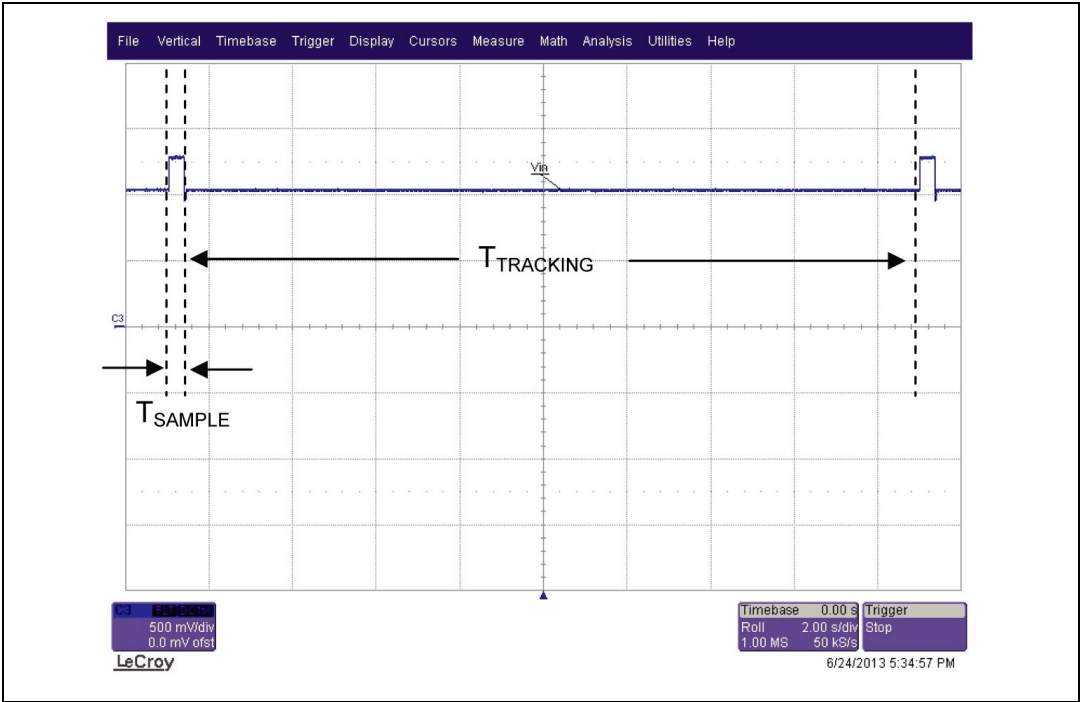 File Vertical Timebase Trigger Display Cursors Measure Math Analysis Utilities Help
Vin
TTRACKING
C3
TSAMPLE
C3
500 mV/div
0.0 mV ofst
Timebase 0.00 s
Roll 2.00 s/div
1.00 MS 50 kS/s
Trigger
Stop
LeCroy
6/24/2013 5:34:57 PM